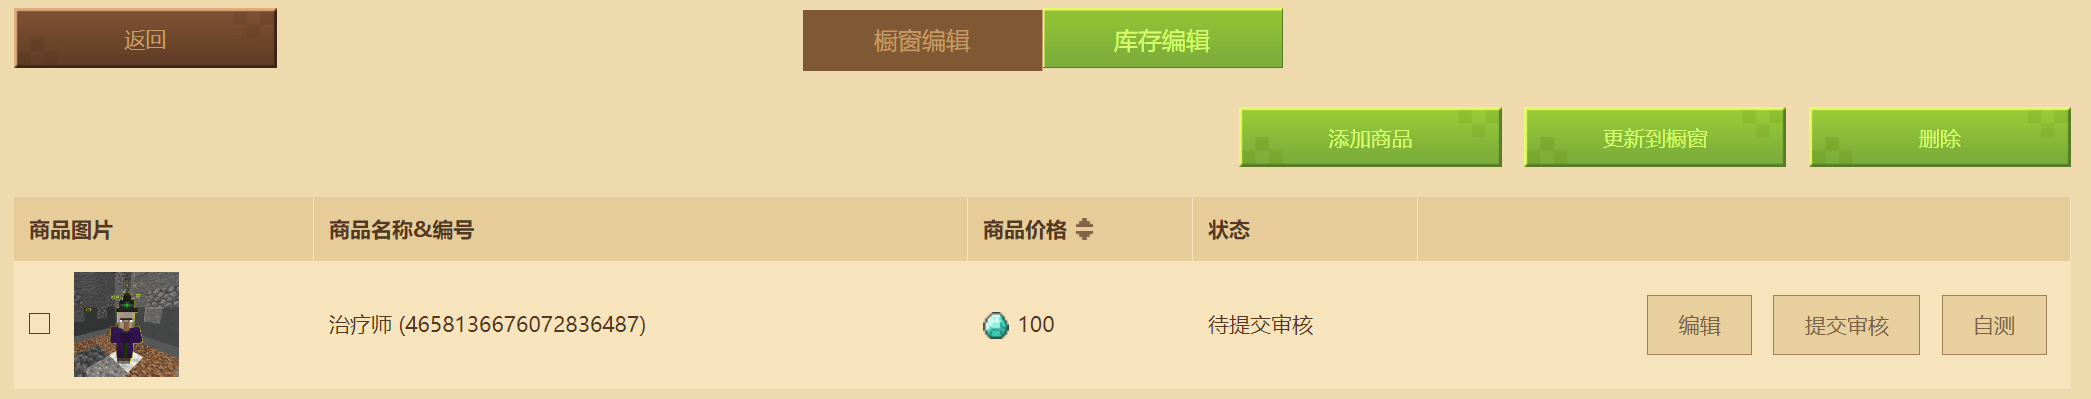 返回
橱窗编辑 库存编辑
添加商品 更新到橱窗 删除
商品图片 商品名称&编号 商品价格 状态
治疗师 (4658136676072836487) 100 待提交审核 编辑 提交审核 自测